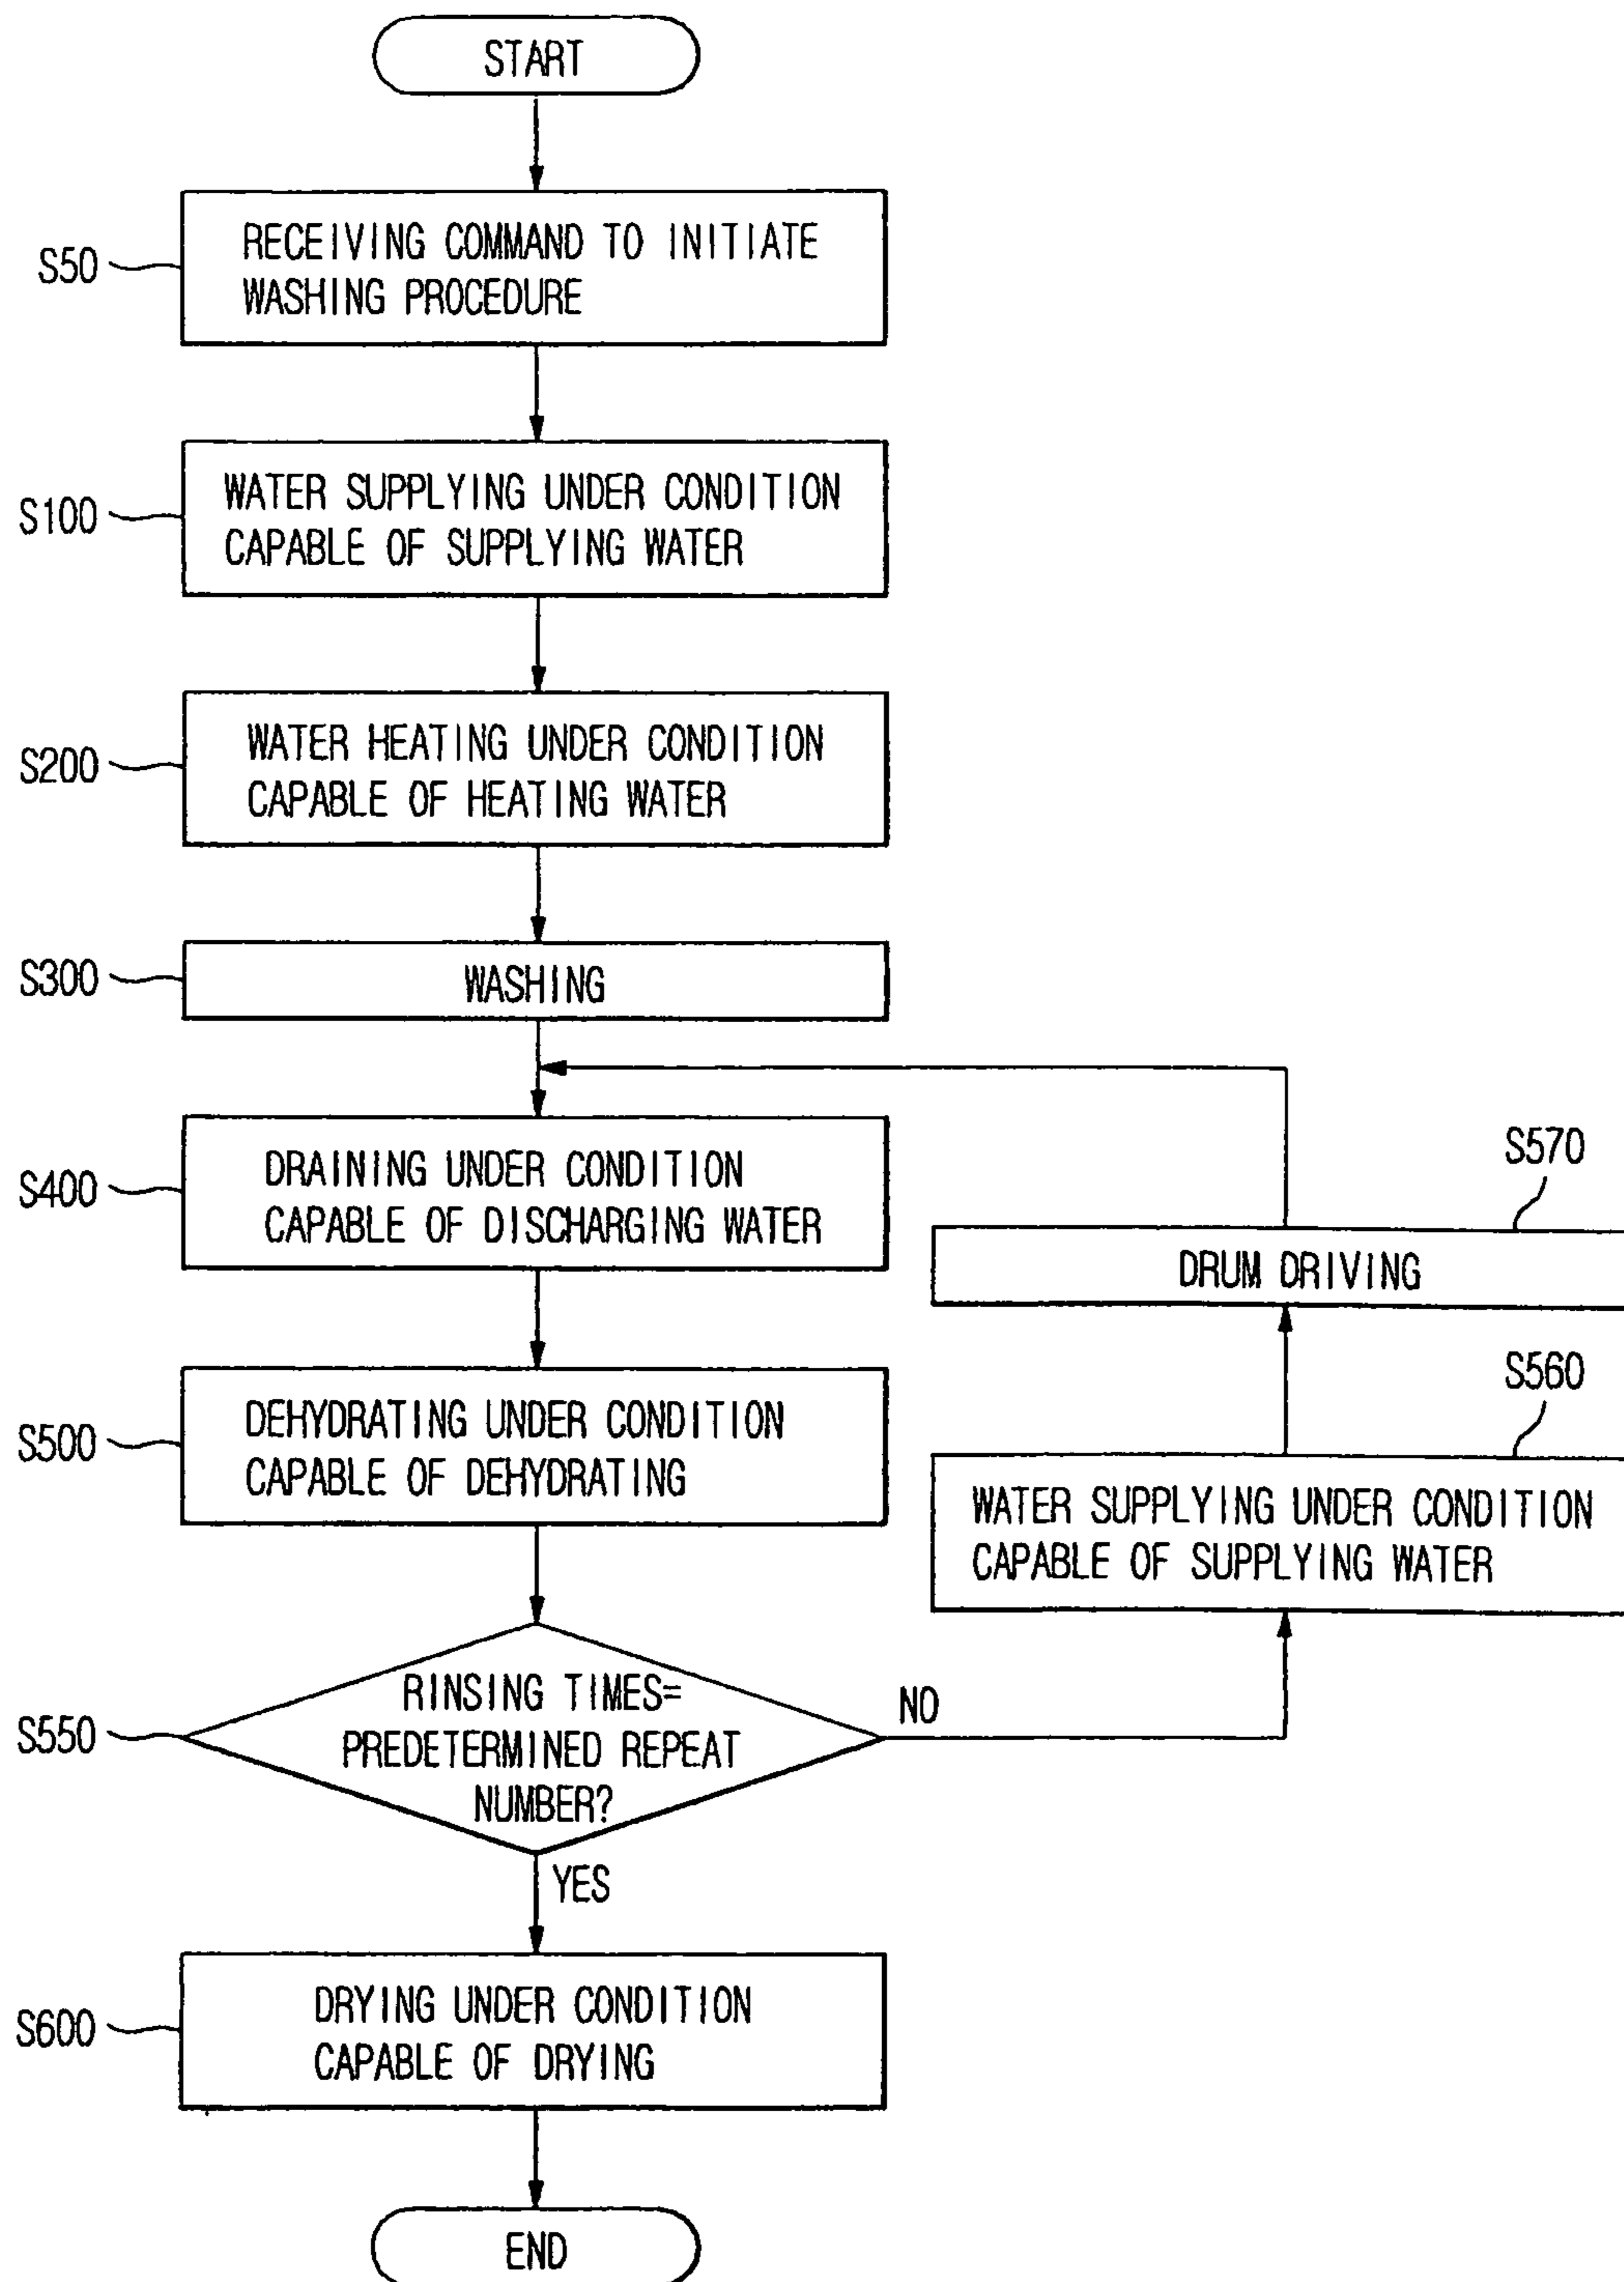 START
S50
RECEIVING COMMAND TO INITIATE
WASHING PROCEDURE
S100
WATER SUPPLYING UNDER CONDITION
CAPABLE OF SUPPLYING WATER
S200
WATER HEATING UNDER CONDITION
CAPABLE OF HEATING WATER
S300
WASHING
S400
DRAINING UNDER CONDITION
CAPABLE OF DISCHARGING WATER
S570
DRUM DRIVING
S500
DEHYDRATING UNDER CONDITION
CAPABLE OF DEHYDRATING
S560
WATER SUPPLYING UNDER CONDITION
CAPABLE OF SUPPLYING WATER
S550
RINSING TIMES=
PREDETERMINED REPEAT
NUMBER?
NO
YES
S600
DRYING UNDER CONDITION
CAPABLE OF DRYING
END